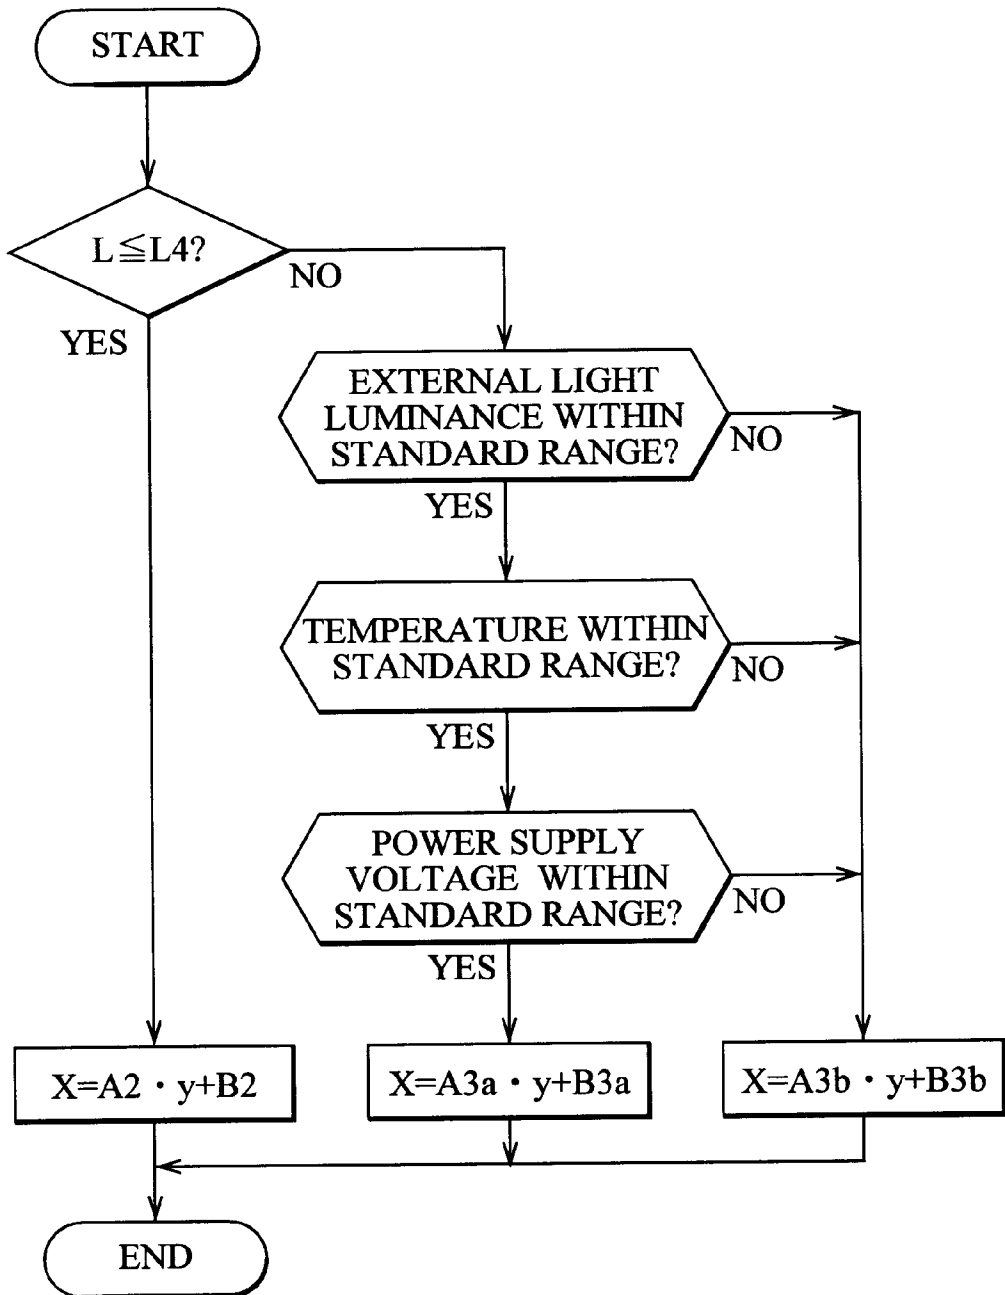 START
L≦L4?
NO
YES
EXTERNAL LIGHT
LUMINANCE WITHIN
STANDARD RANGE?
NO
YES
TEMPERATURE WITHIN
STANDARD RANGE?
NO
YES
POWER SUPPLY
VOLTAGE WITHIN
STANDARD RANGE?
NO
YES
X=A2・y+B2
X=A3a・y+B3a
X=A3b・y+B3b
END